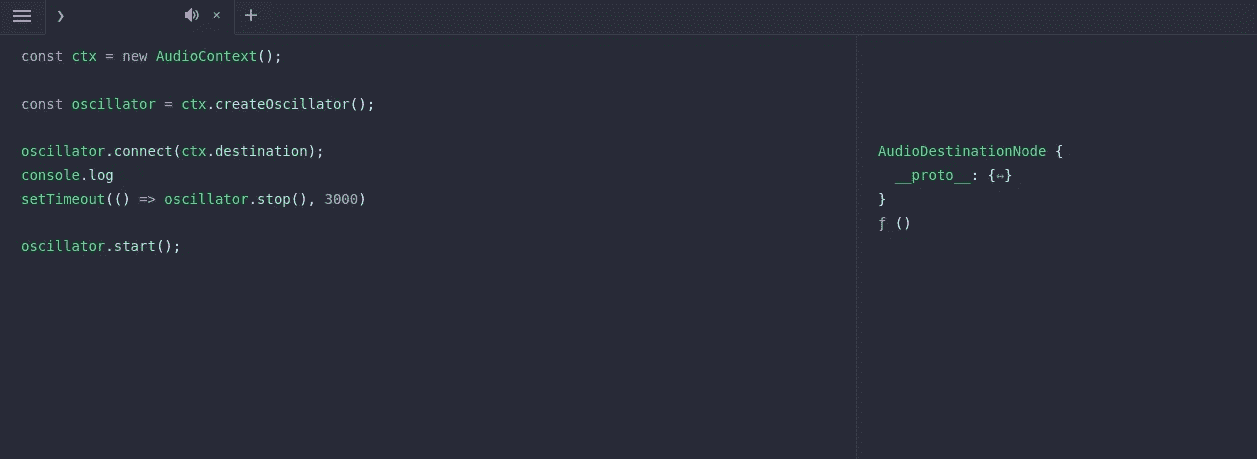 const ctx = new AudioContext();
const oscillator = ctx.createOscillator();
oscillator.connect(ctx.destination);
console.log
setTimeout(() => oscillator.stop(), 3000)
oscillator.start();
AudioDestinationNode {
  __proto__: {↔}
}
ƒ ()